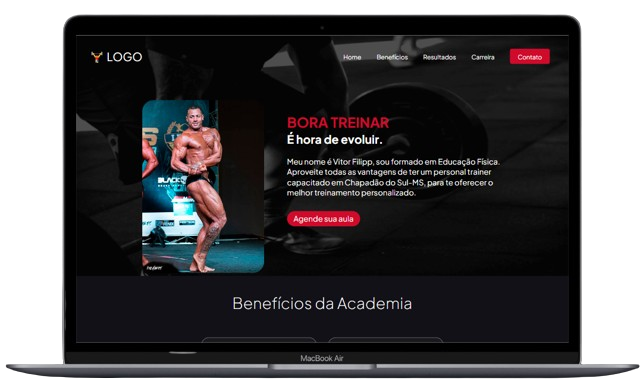 LOGO
Home Benefícios Resultados Carreira Contato
BORA TREINAR
É hora de evoluir.
Meu nome é Vitor Filipp, sou formado em Educação Física.
Aproveite todas as vantagens de ter um personal trainer
capacitado em Chapadão do Sul-MS, para te oferecer o
melhor treinamento personalizado.
Agende sua aula
Benefícios da Academia
MacBook Air